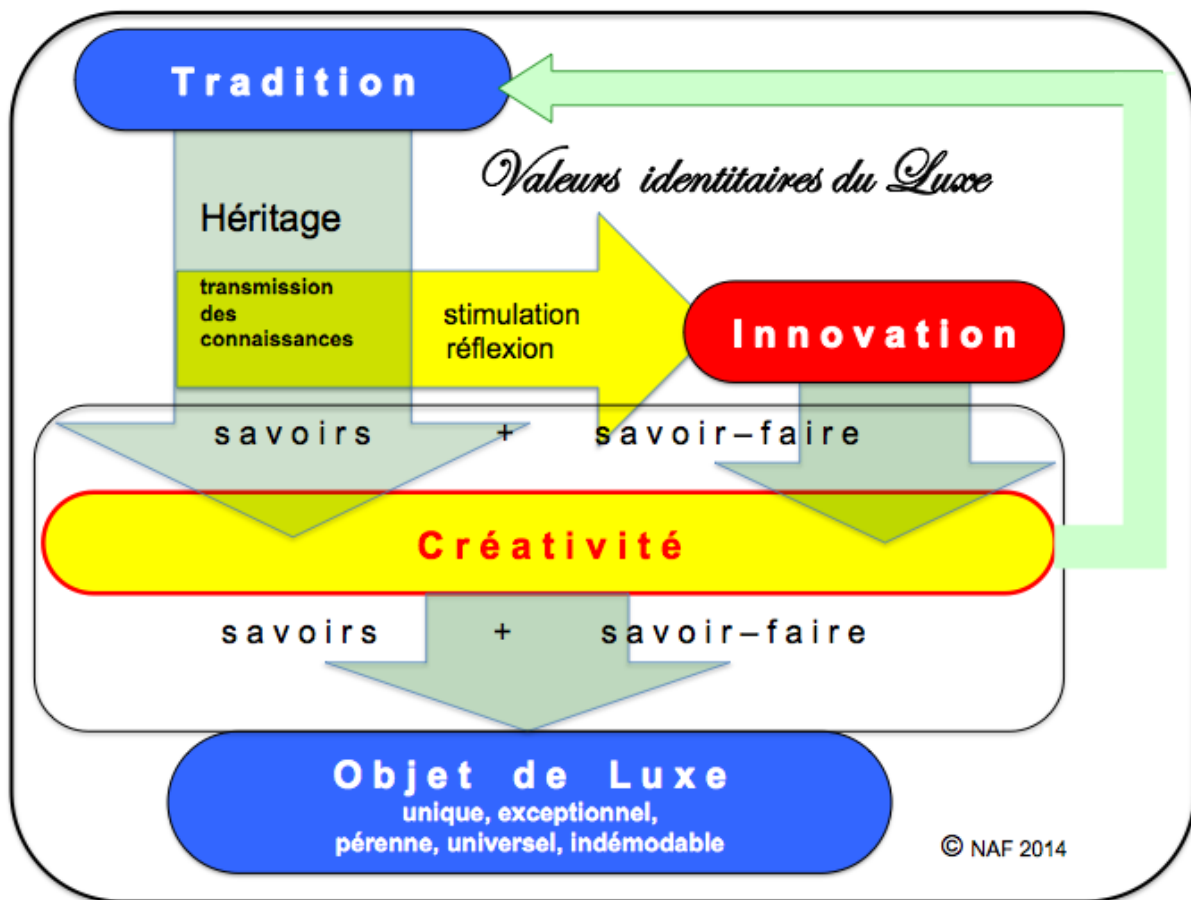 Tradition
Valeurs identitaires du Luxe
Héritage
transmission
des
connaissances
stimulation
réflexion
Innovation
savoirs + savoir–faire
Créativité
savoirs + savoir–faire
Objet de Luxe
unique, exceptionnel,
pérenne, universel, indémodable
© NAF 2014